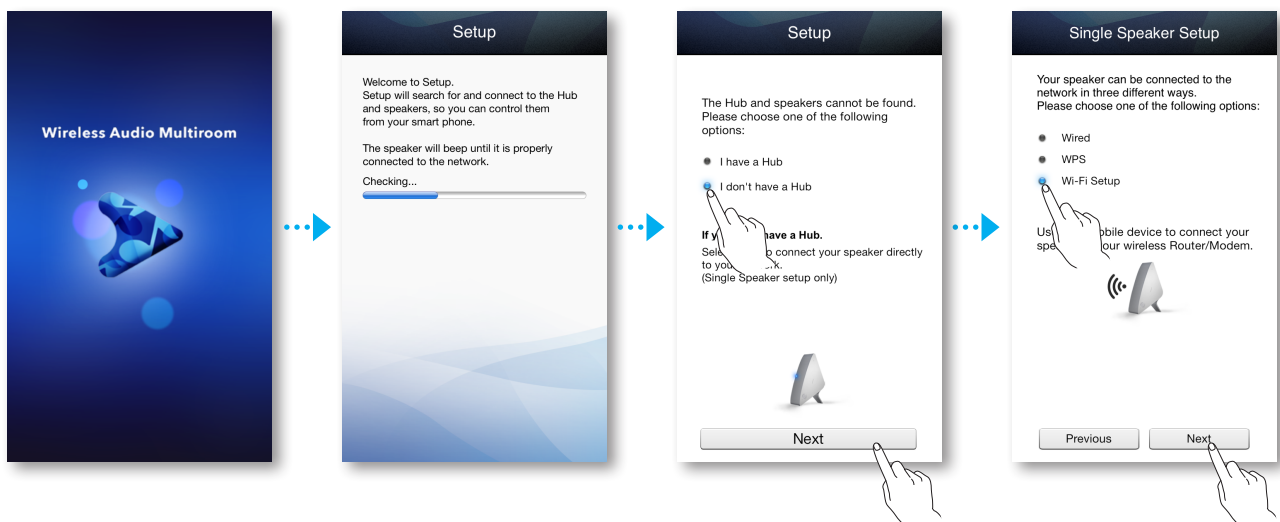 Wireless Audio Multiroom
Setup
Welcome to Setup.
Setup will search for and connect to the Hub
and speakers, so you can control them
from your smart phone.
The speaker will beep until it is properly
connected to the network.
Checking...
Setup
The Hub and speakers cannot be found.
Please choose one of the following
options:
I have a Hub
I don't have a Hub
If have a Hub.
connect your speaker directly
to
(Single Speaker setup only)
Next
Single Speaker Setup
Your speaker can be connected to the
network in three different ways.
Please choose one of the following options:
Wired
WPS
Wi-Fi Setup
device to connect your
wireless Router/Modem.
Previous
Next